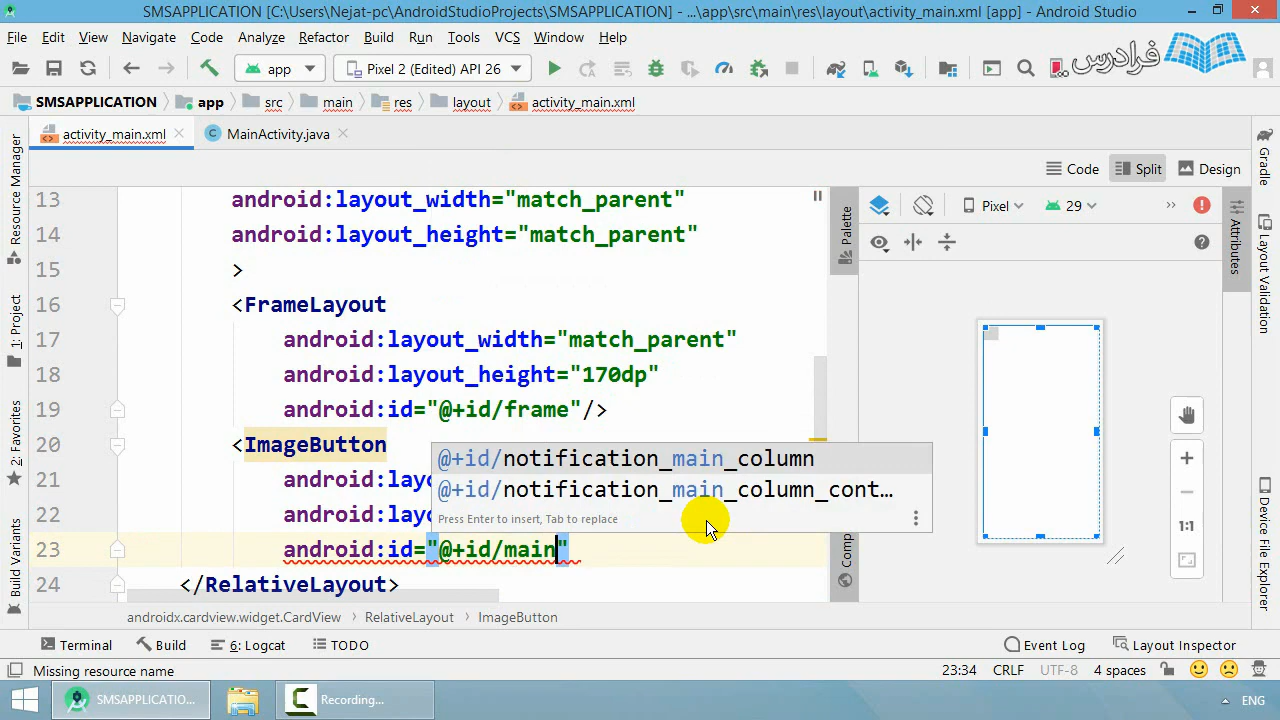 SMSAPPLICATION [C:\Users\Nejat-pc\AndroidStudioProjects\SMSAPPLICATION] - ...\app\src\main\res\layout\activity_main.xml [app] - Android Studio
File Edit View Navigate Code Analyze Refactor Build Run Tools VCS Window Help
app Pixel 2 (Edited) API 26
فرادرس
SMSAPPLICATION app src main res layout activity_main.xml
activity_main.xml MainActivity.java
Code Split Design
Resource Manager
1: Project
2: Favorites
Build Variants
13 android:layout_width="match_parent"
14 android:layout_height="match_parent"
15 >
16 <FrameLayout
17 android:layout_width="match_parent"
18 android:layout_height="170dp"
19 android:id="@+id/frame"/>
20 <ImageButton
21 android:layou
22 android:layou
23 android:id="@+id/main"
24 </RelativeLayout>
@+id/notification_main_column
@+id/notification_main_column_cont...
Press Enter to insert, Tab to replace
Palette
Comp
Pixel 29 »
?
1:1
Attributes
Gradle
Layout Validation
Device File Explorer
androidx.cardview.widget.CardView RelativeLayout ImageButton
Terminal Build 6: Logcat TODO Event Log Layout Inspector
Missing resource name 23:34 CRLF UTF-8 4 spaces
SMSAPPLICATIO... Recording... ENG